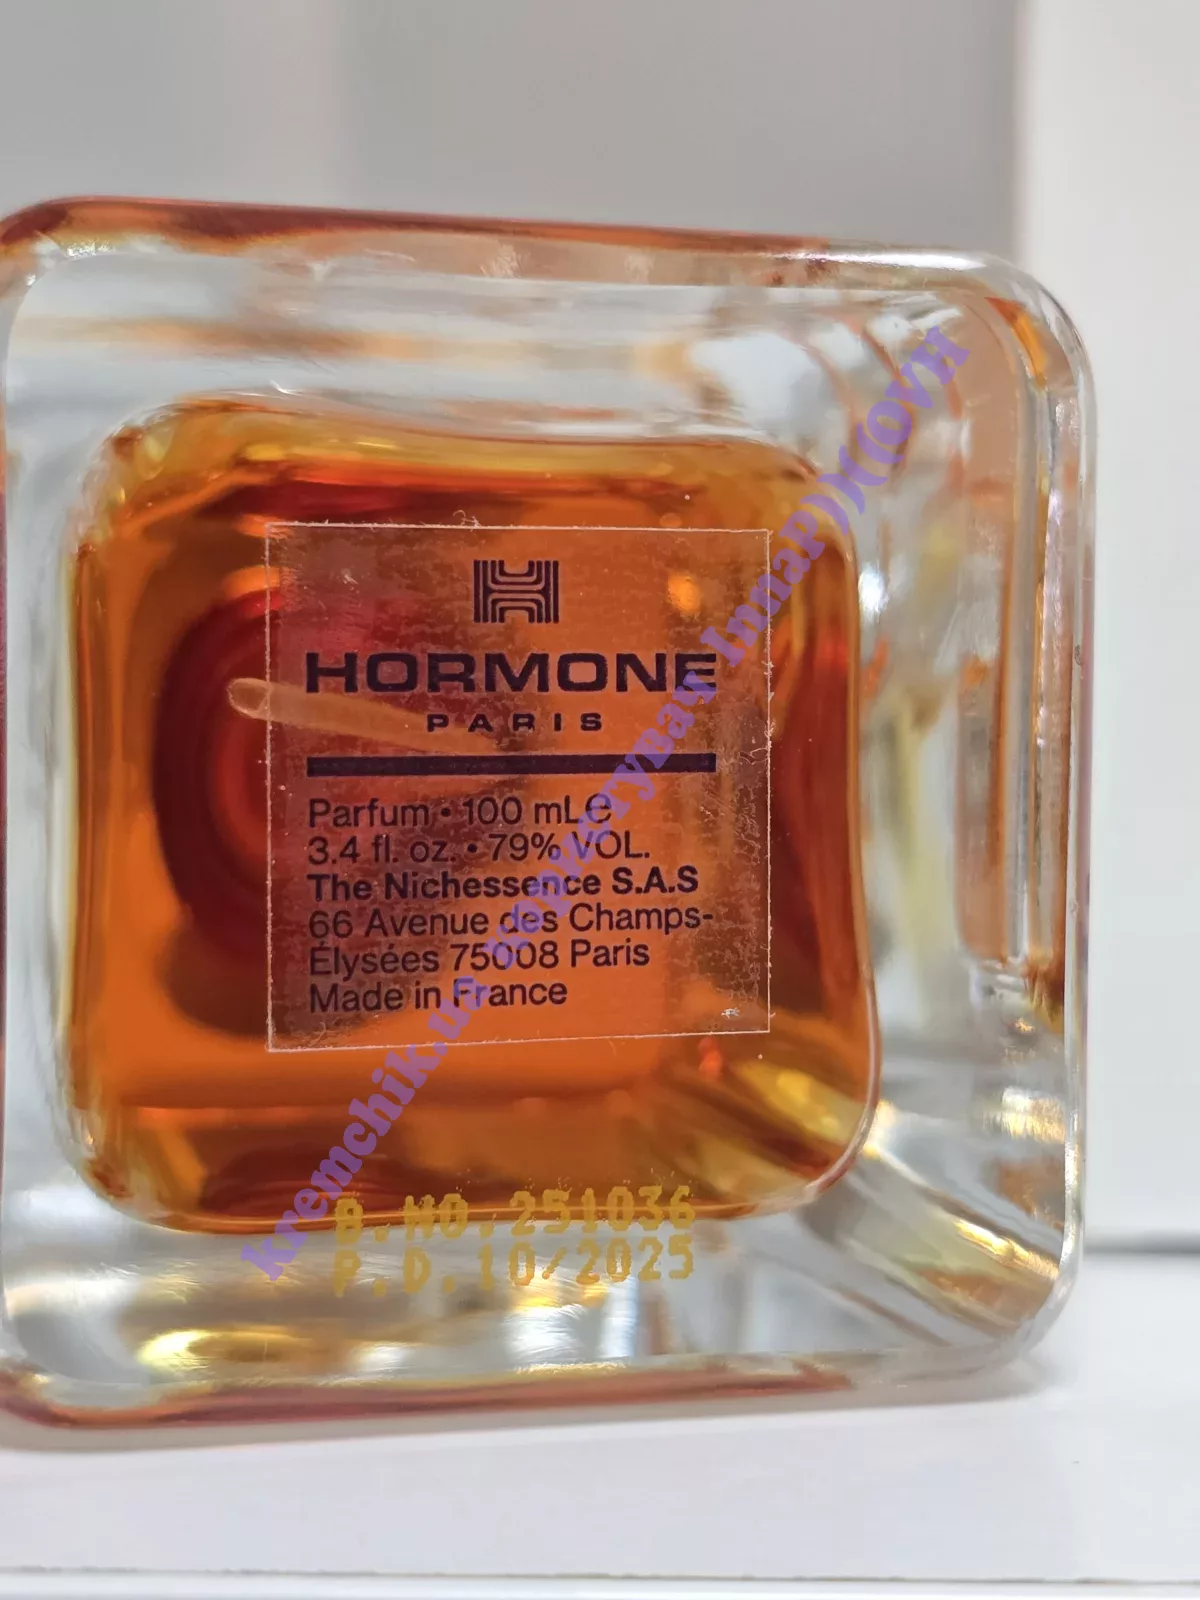 HORMONE
PARIS
Parfum • 100 mL ℮
3.4 fl. oz. • 79% VOL.
The Nichessence S.A.S
66 Avenue des Champs-
Élysées 75008 Paris
Made in France
B.NO.251036
P.D.10/2025